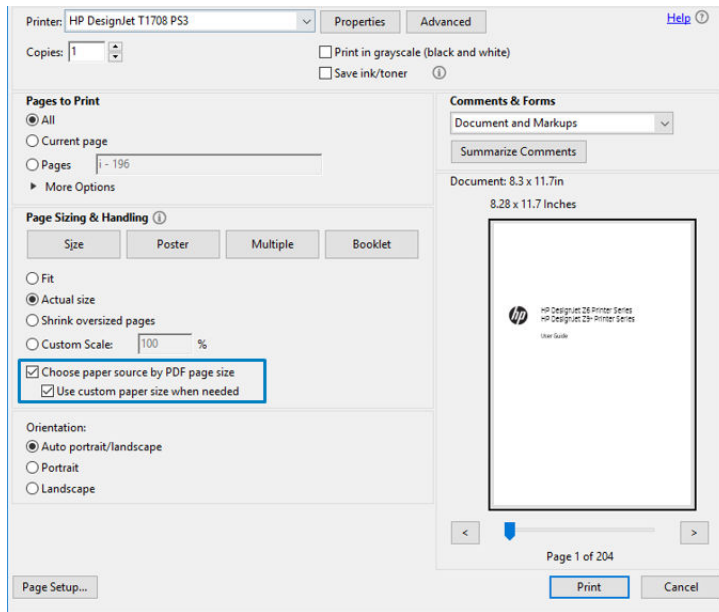 Printer: HP DesignJet T1708 PS3 Properties Advanced Help
Copies: 1 Print in grayscale (black and white)
Save ink/toner
Pages to Print
All
Current page
Pages i - 196
More Options
Comments & Forms
Document and Markups
Summarize Comments
Page Sizing & Handling
Size Poster Multiple Booklet
Fit
Actual size
Shrink oversized pages
Custom Scale: 100 %
Choose paper source by PDF page size
Use custom paper size when needed
Orientation:
Auto portrait/landscape
Portrait
Landscape
Document: 8.3 x 11.7in
8.28 x 11.7 Inches
hp
HP DesignJet Z6 Printer Series
HP DesignJet Z9+ Printer Series
User Guide
< >
Page 1 of 204
Page Setup... Print Cancel